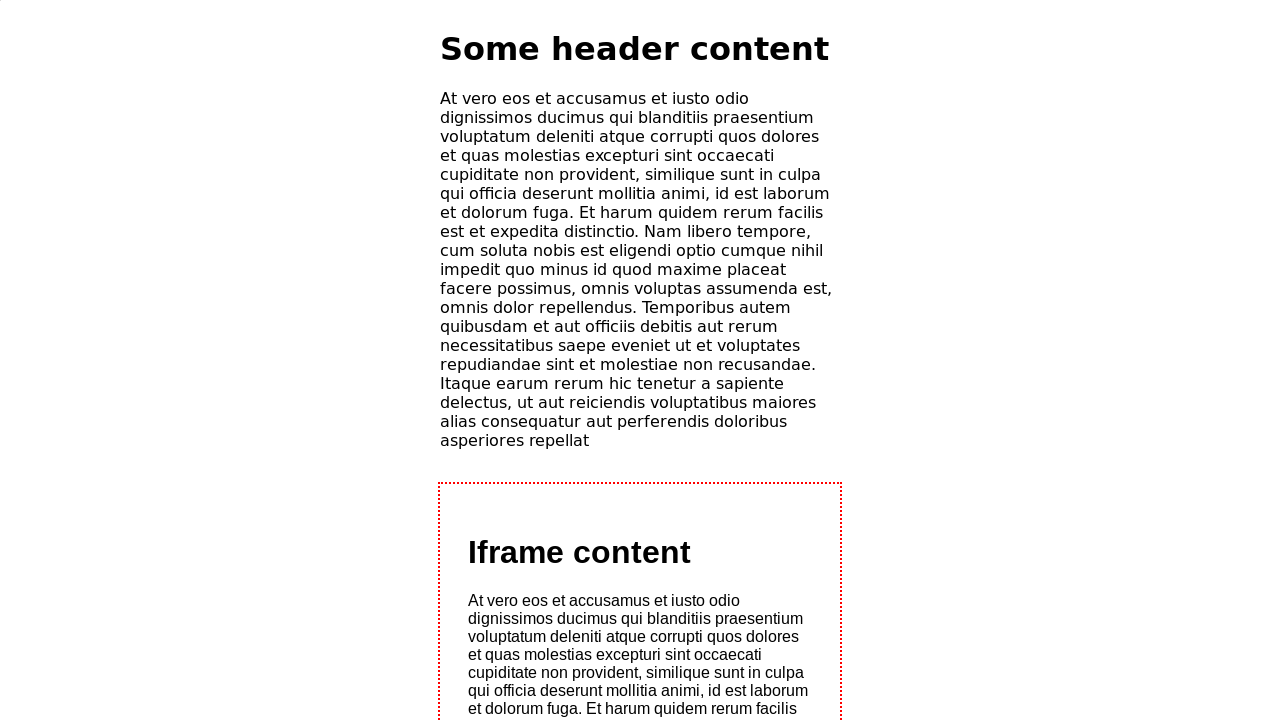 Some header content
At vero eos et accusamus et iusto odio
dignissimos ducimus qui blanditiis praesentium
voluptatum deleniti atque corrupti quos dolores
et quas molestias excepturi sint occaecati
cupiditate non provident, similique sunt in culpa
qui officia deserunt mollitia animi, id est laborum
et dolorum fuga. Et harum quidem rerum facilis
est et expedita distinctio. Nam libero tempore,
cum soluta nobis est eligendi optio cumque nihil
impedit quo minus id quod maxime placeat
facere possimus, omnis voluptas assumenda est,
omnis dolor repellendus. Temporibus autem
quibusdam et aut officiis debitis aut rerum
necessitatibus saepe eveniet ut et voluptates
repudiandae sint et molestiae non recusandae.
Itaque earum rerum hic tenetur a sapiente
delectus, ut aut reiciendis voluptatibus maiores
alias consequatur aut perferendis doloribus
asperiores repellat
Iframe content
At vero eos et accusamus et iusto odio
dignissimos ducimus qui blanditiis praesentium
voluptatum deleniti atque corrupti quos dolores
et quas molestias excepturi sint occaecati
cupiditate non provident, similique sunt in culpa
qui officia deserunt mollitia animi, id est laborum
et dolorum fuga. Et harum quidem rerum facilis